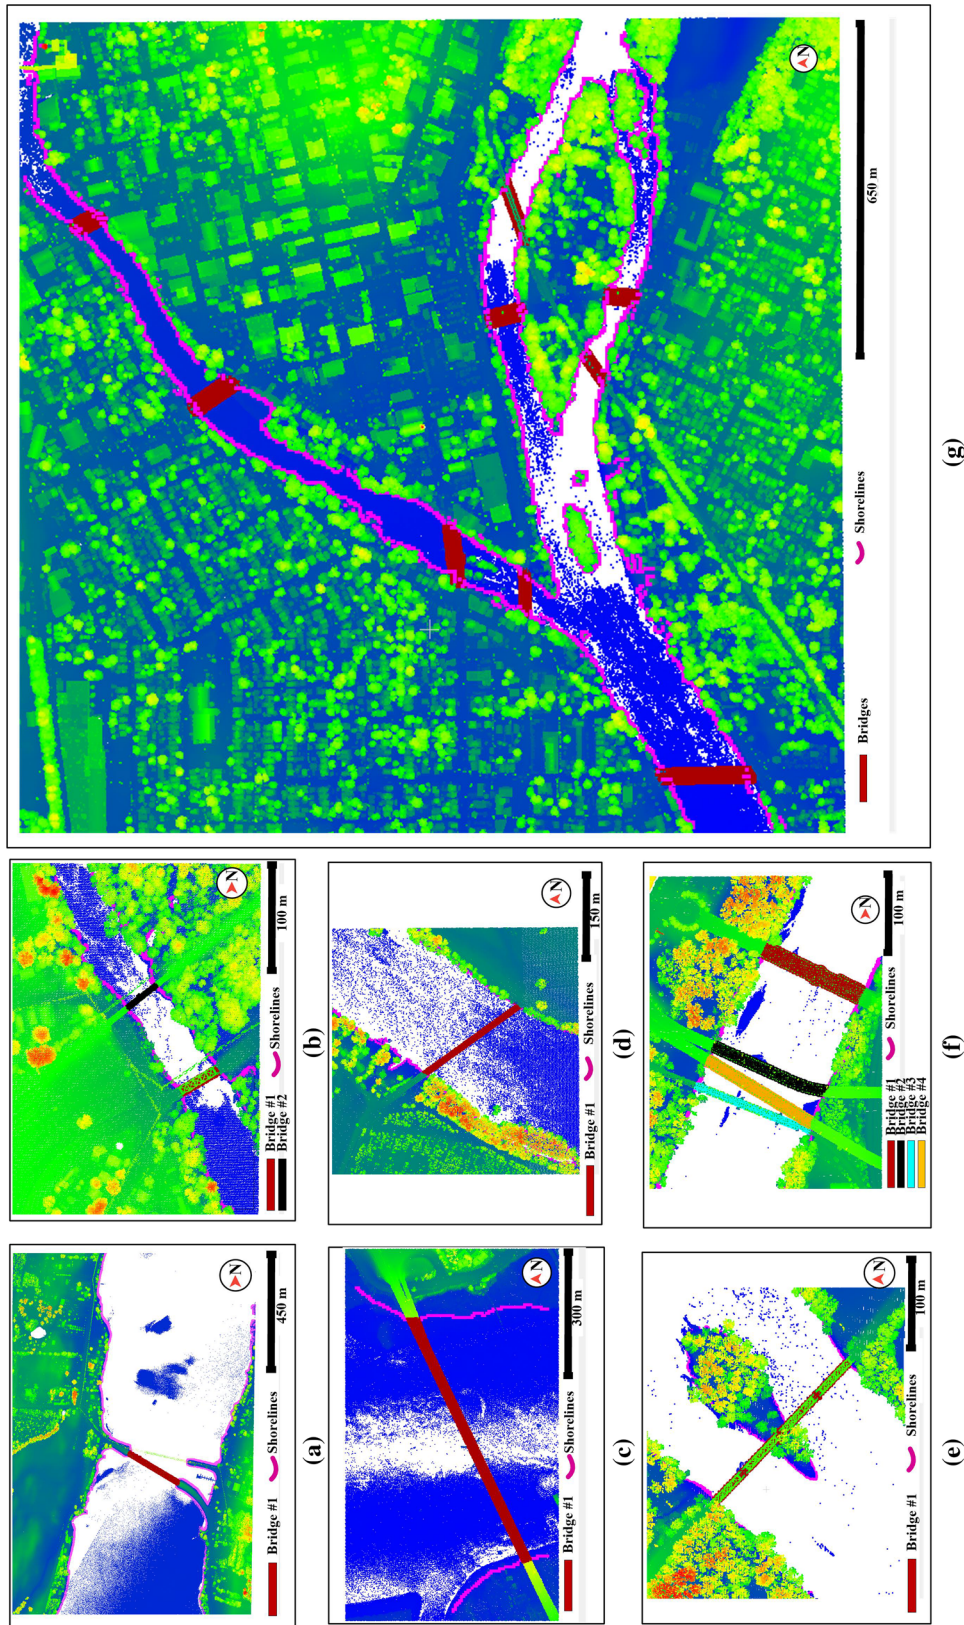 Bridge #1
Shorelines
450 m
N
(a)
Bridge #1
Bridge #2
Shorelines
100 m
N
(b)
Bridge #1
Shorelines
300 m
N
(c)
Bridge #1
Shorelines
150 m
N
(d)
Bridge #1
Shorelines
100 m
N
(e)
Bridge #1
Bridge #2
Bridge #3
Bridge #4
Shorelines
100 m
N
(f)
Bridges
Shorelines
650 m
N
(g)